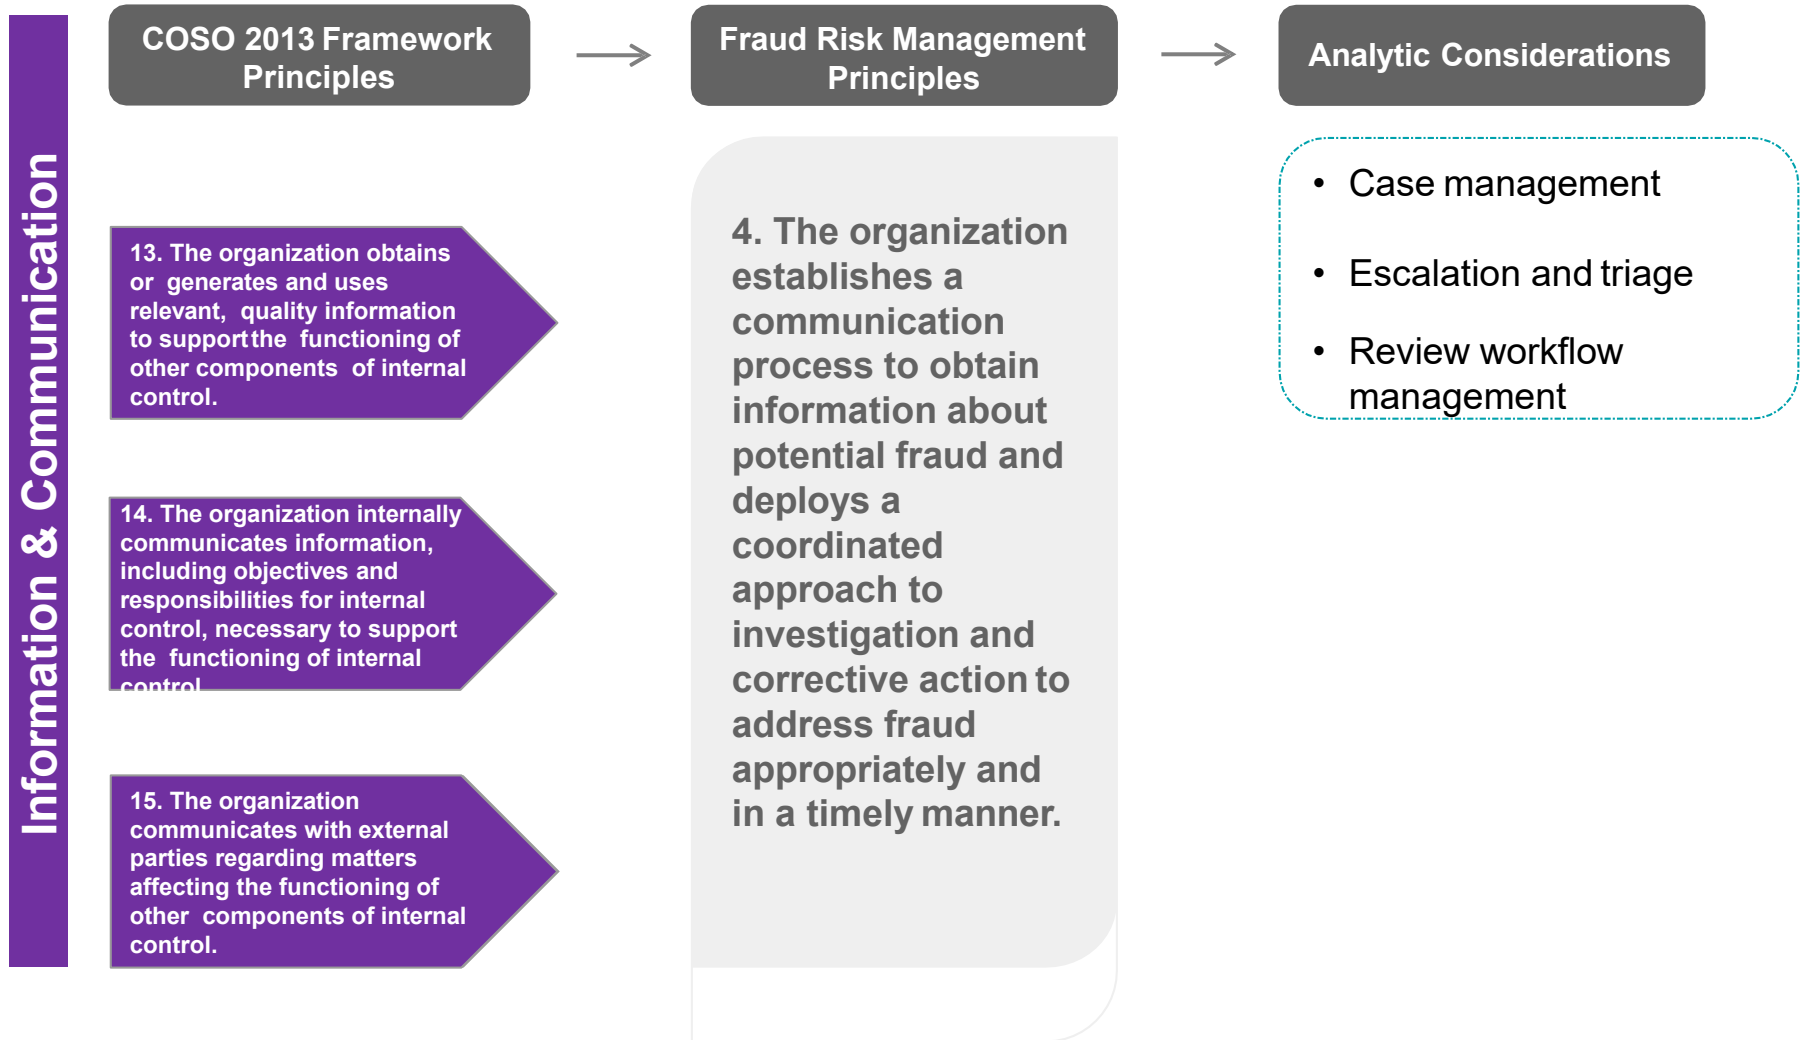 Information & Communication
COSO 2013 Framework
Principles
Fraud Risk Management
Principles
Analytic Considerations
13. The organization obtains
or generates and uses
relevant, quality information
to support the functioning of
other components of internal
control.
14. The organization internally
communicates information,
including objectives and
responsibilities for internal
control, necessary to support
the functioning of internal
control
15. The organization
communicates with external
parties regarding matters
affecting the functioning of
other components of internal
control.
4. The organization
establishes a
communication
process to obtain
information about
potential fraud and
deploys a
coordinated
approach to
investigation and
corrective action to
address fraud
appropriately and
in a timely manner.
• Case management
• Escalation and triage
• Review workflow
management